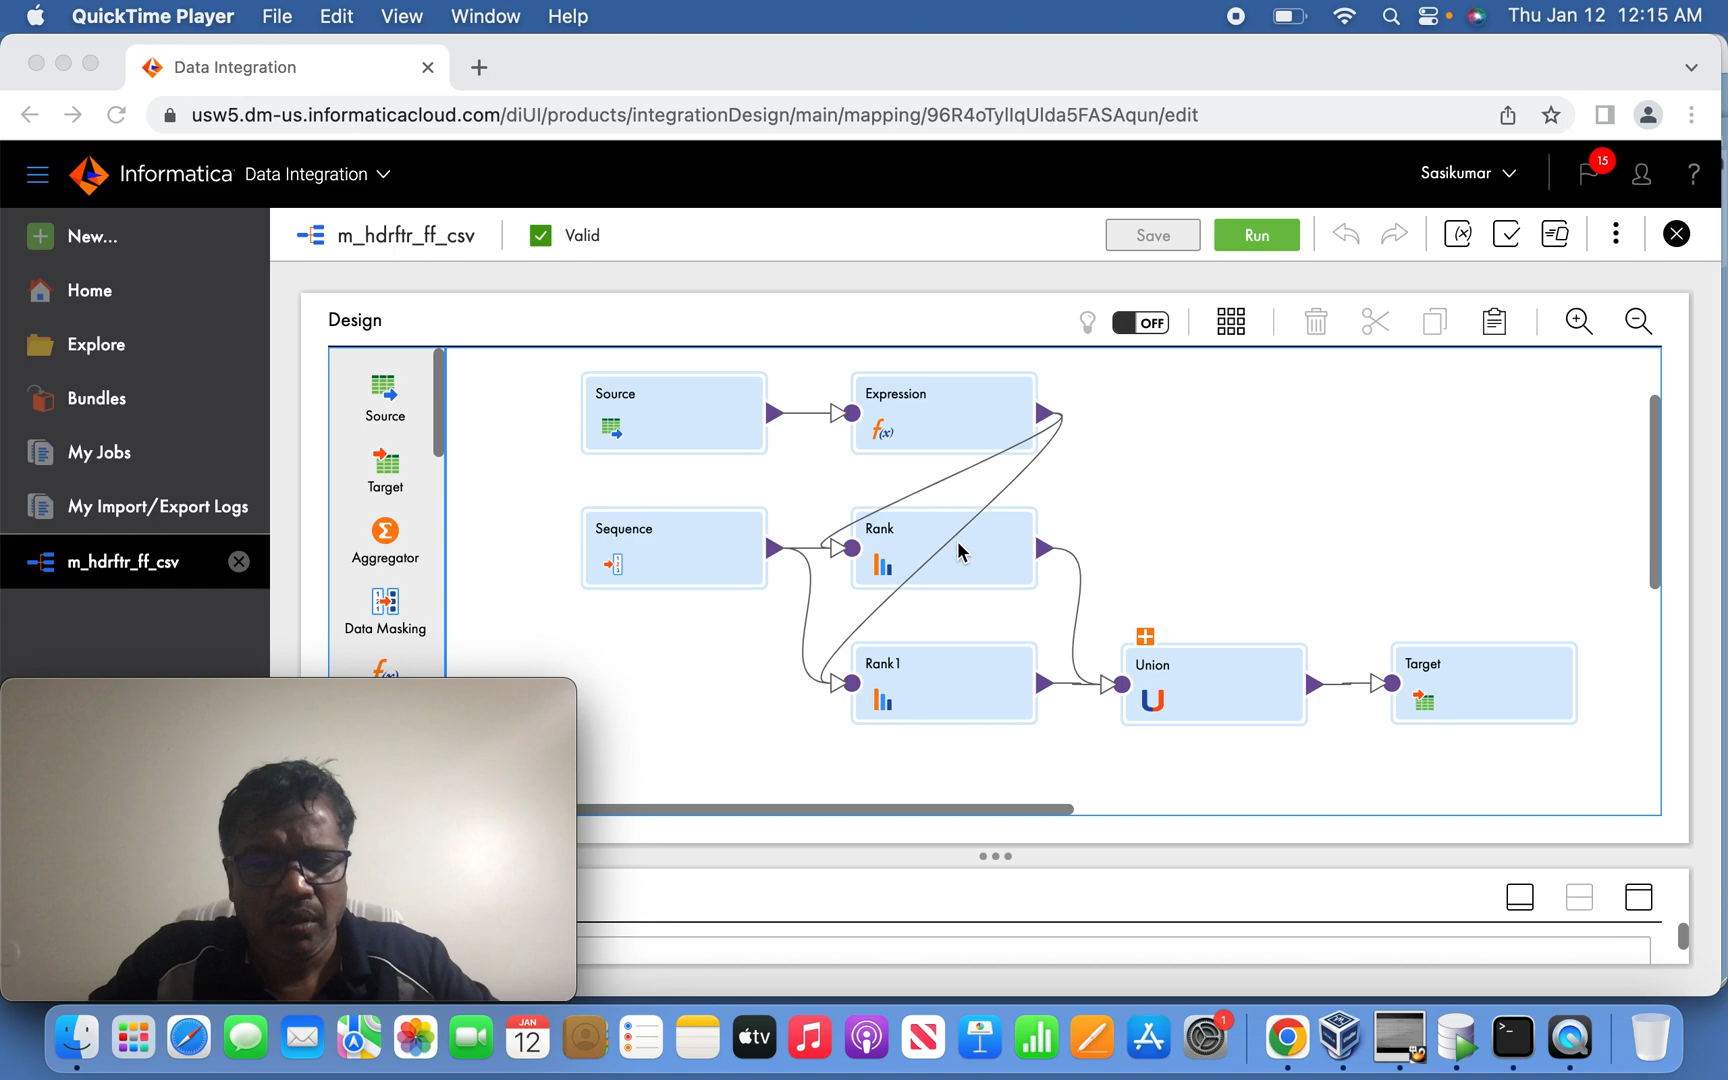 QuickTime Player File Edit View Window Help Thu Jan 12 12:15 AM
Data Integration
usw5.dm-us.informaticacloud.com/diUI/products/integrationDesign/main/mapping/96R4oTylIqUlda5FASAqun/edit
Informatica Data Integration Sasikumar 15 ?
New... m_hdrftr_ff_csv Valid Save Run
Home
Explore
Bundles
My Jobs
My Import/Export Logs
m_hdrftr_ff_csv
Design OFF
Source
Target
Aggregator
Data Masking
Source Expression
f(x)
Sequence Rank
Rank1 Union Target
JAN
12
tv
1